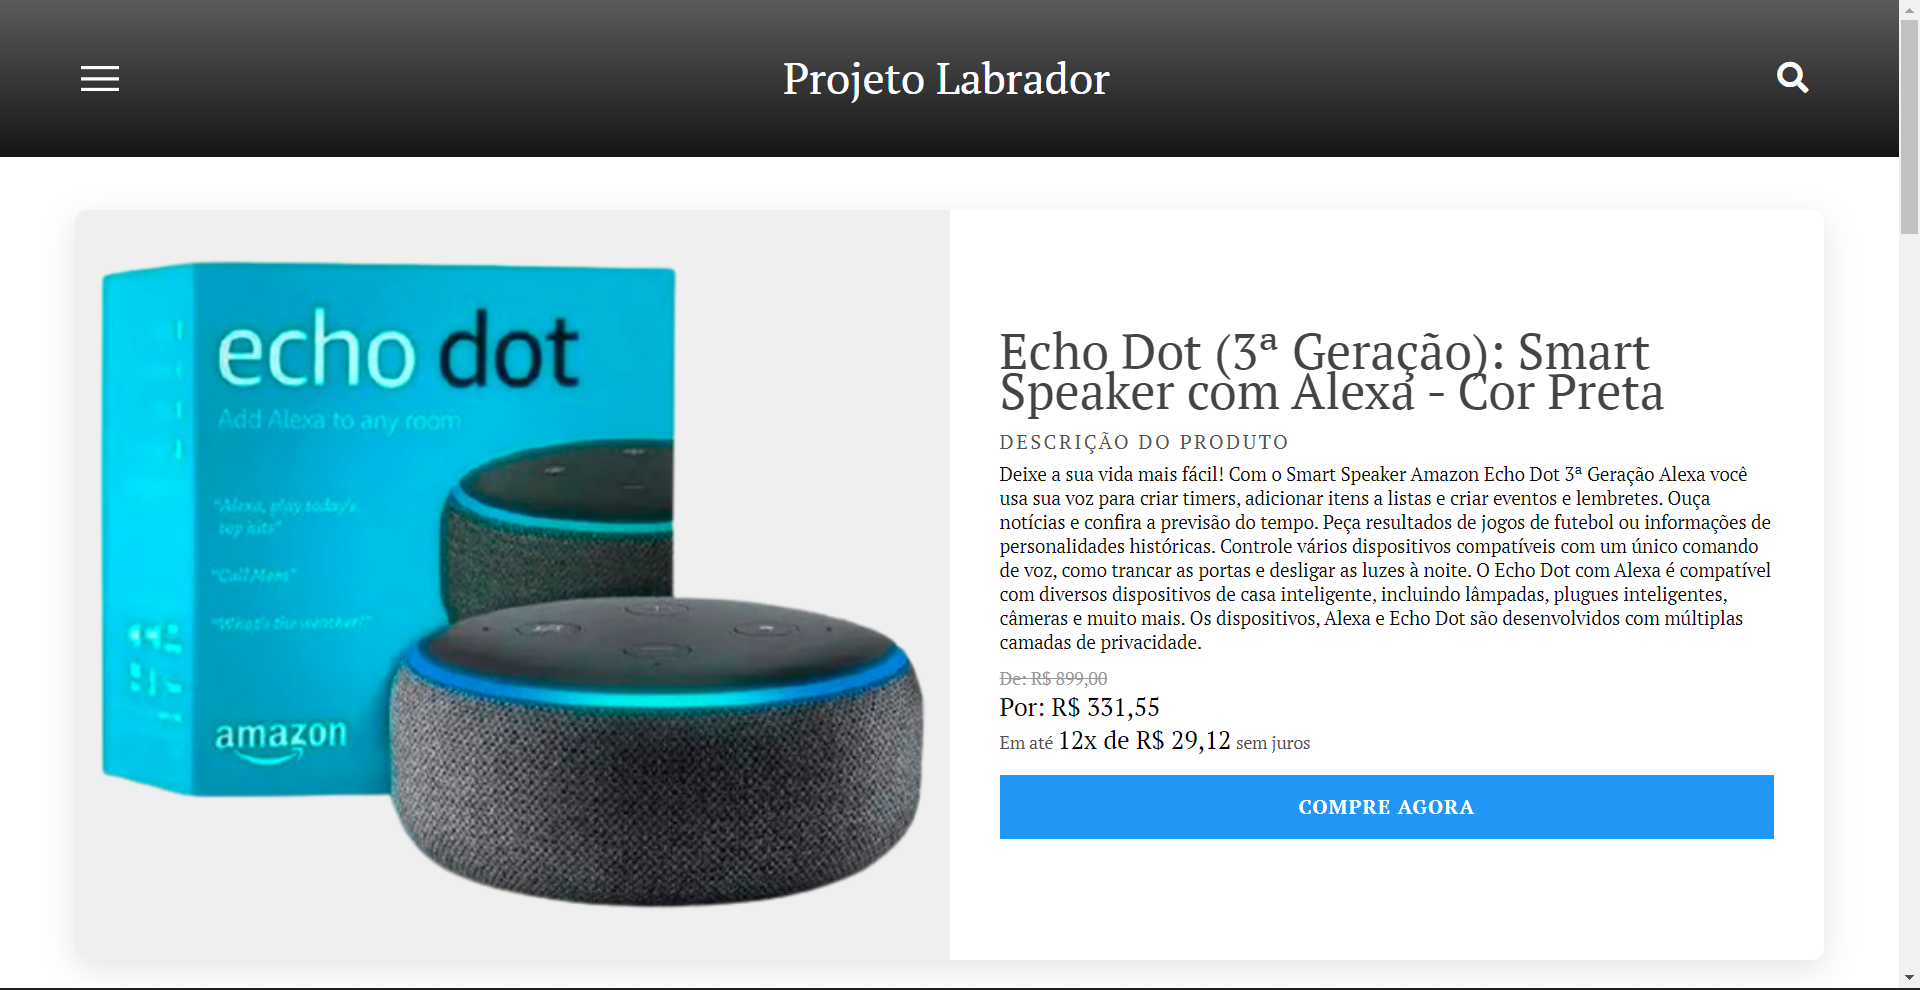 Projeto Labrador
echo dot
Add Alexa to any room
"Alexa, play today's
top hits"
"Call Mom"
"What's the weather?"
amazon
Echo Dot (3ª Geração): Smart
Speaker com Alexa - Cor Preta
DESCRIÇÃO DO PRODUTO
Deixe a sua vida mais fácil! Com o Smart Speaker Amazon Echo Dot 3ª Geração Alexa você
usa sua voz para criar timers, adicionar itens a listas e criar eventos e lembretes. Ouça
notícias e confira a previsão do tempo. Peça resultados de jogos de futebol ou informações de
personalidades históricas. Controle vários dispositivos compatíveis com um único comando
de voz, como trancar as portas e desligar as luzes à noite. O Echo Dot com Alexa é compatível
com diversos dispositivos de casa inteligente, incluindo lâmpadas, plugues inteligentes,
câmeras e muito mais. Os dispositivos, Alexa e Echo Dot são desenvolvidos com múltiplas
camadas de privacidade.
De: R$ 899,00
Por: R$ 331,55
Em até 12x de R$ 29,12 sem juros
COMPRE AGORA